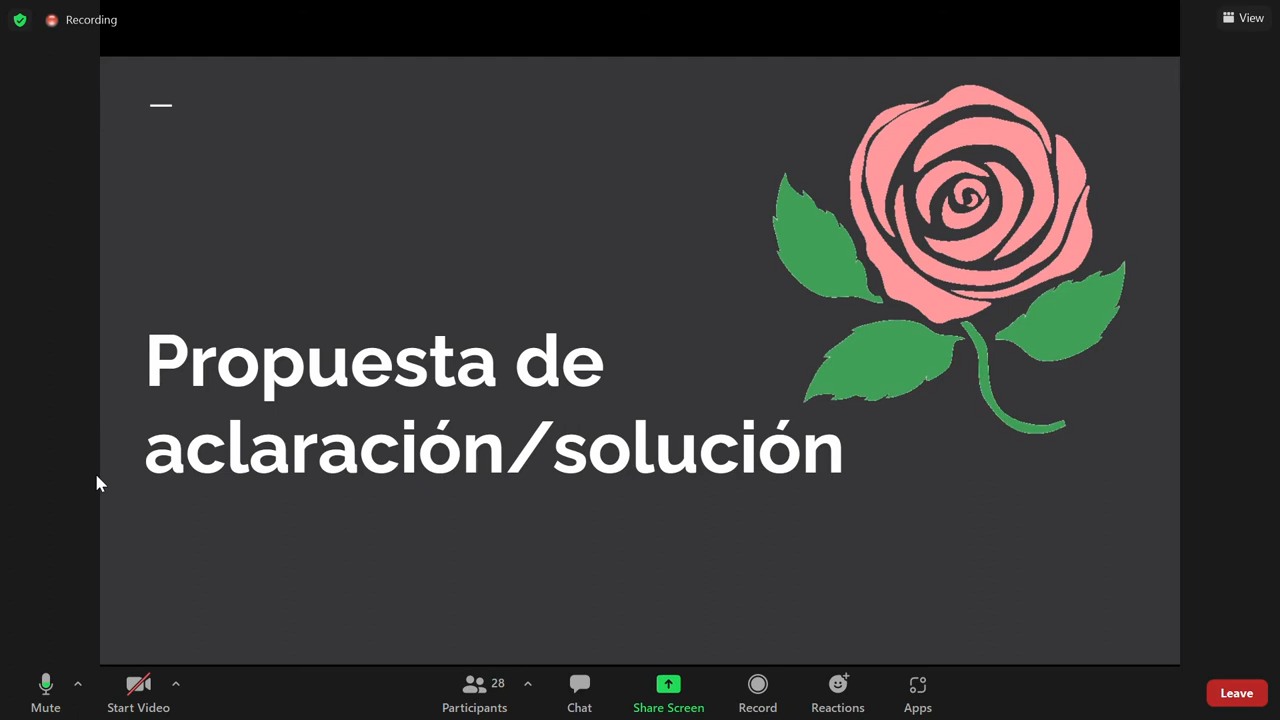 Recording
View
Propuesta de
aclaración/solución
Mute
Start Video
Participants
28
Chat
Share Screen
Record
Reactions
Apps
Leave